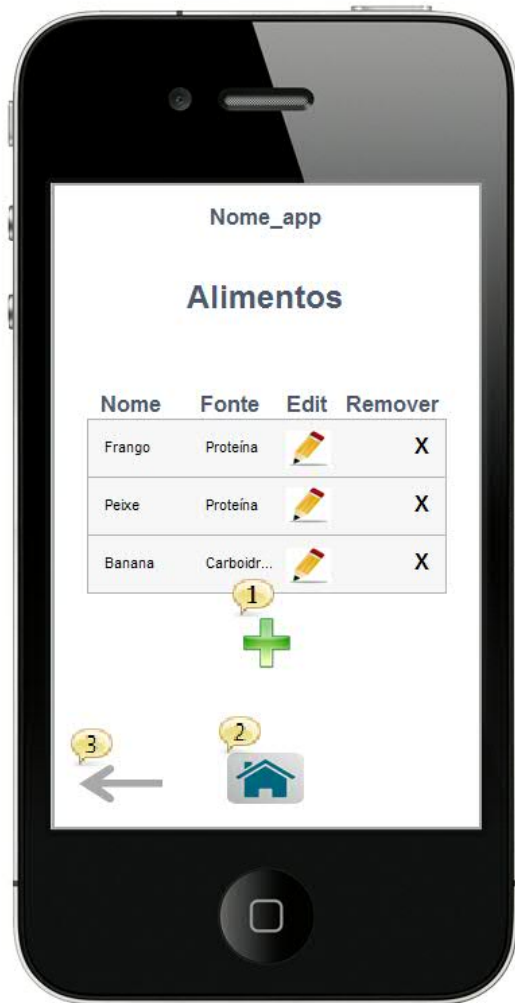 Nome_app
Alimentos
Nome Fonte Edit Remover
Frango Proteína X
Peixe Proteína X
Banana Carboidr... X
1
2
3